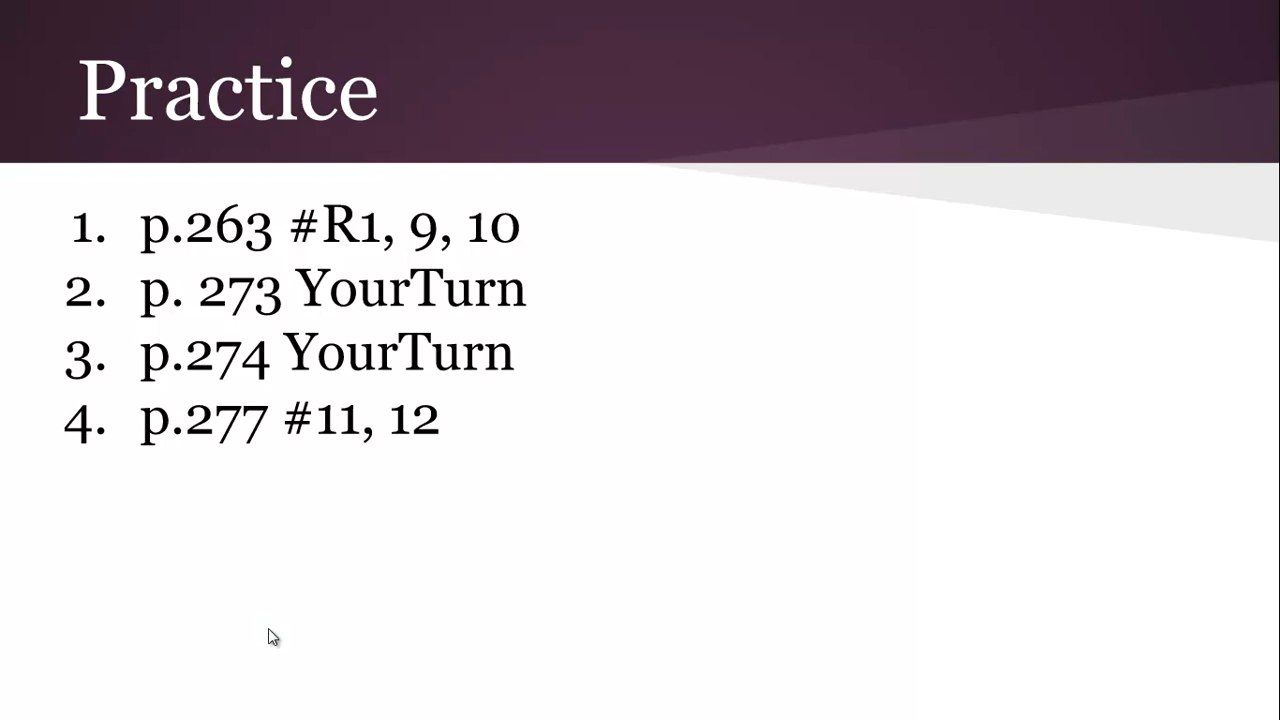 Practice
1. p.263 #R1, 9, 10
2. p. 273 YourTurn
3. p.274 YourTurn
4. p.277 #11, 12